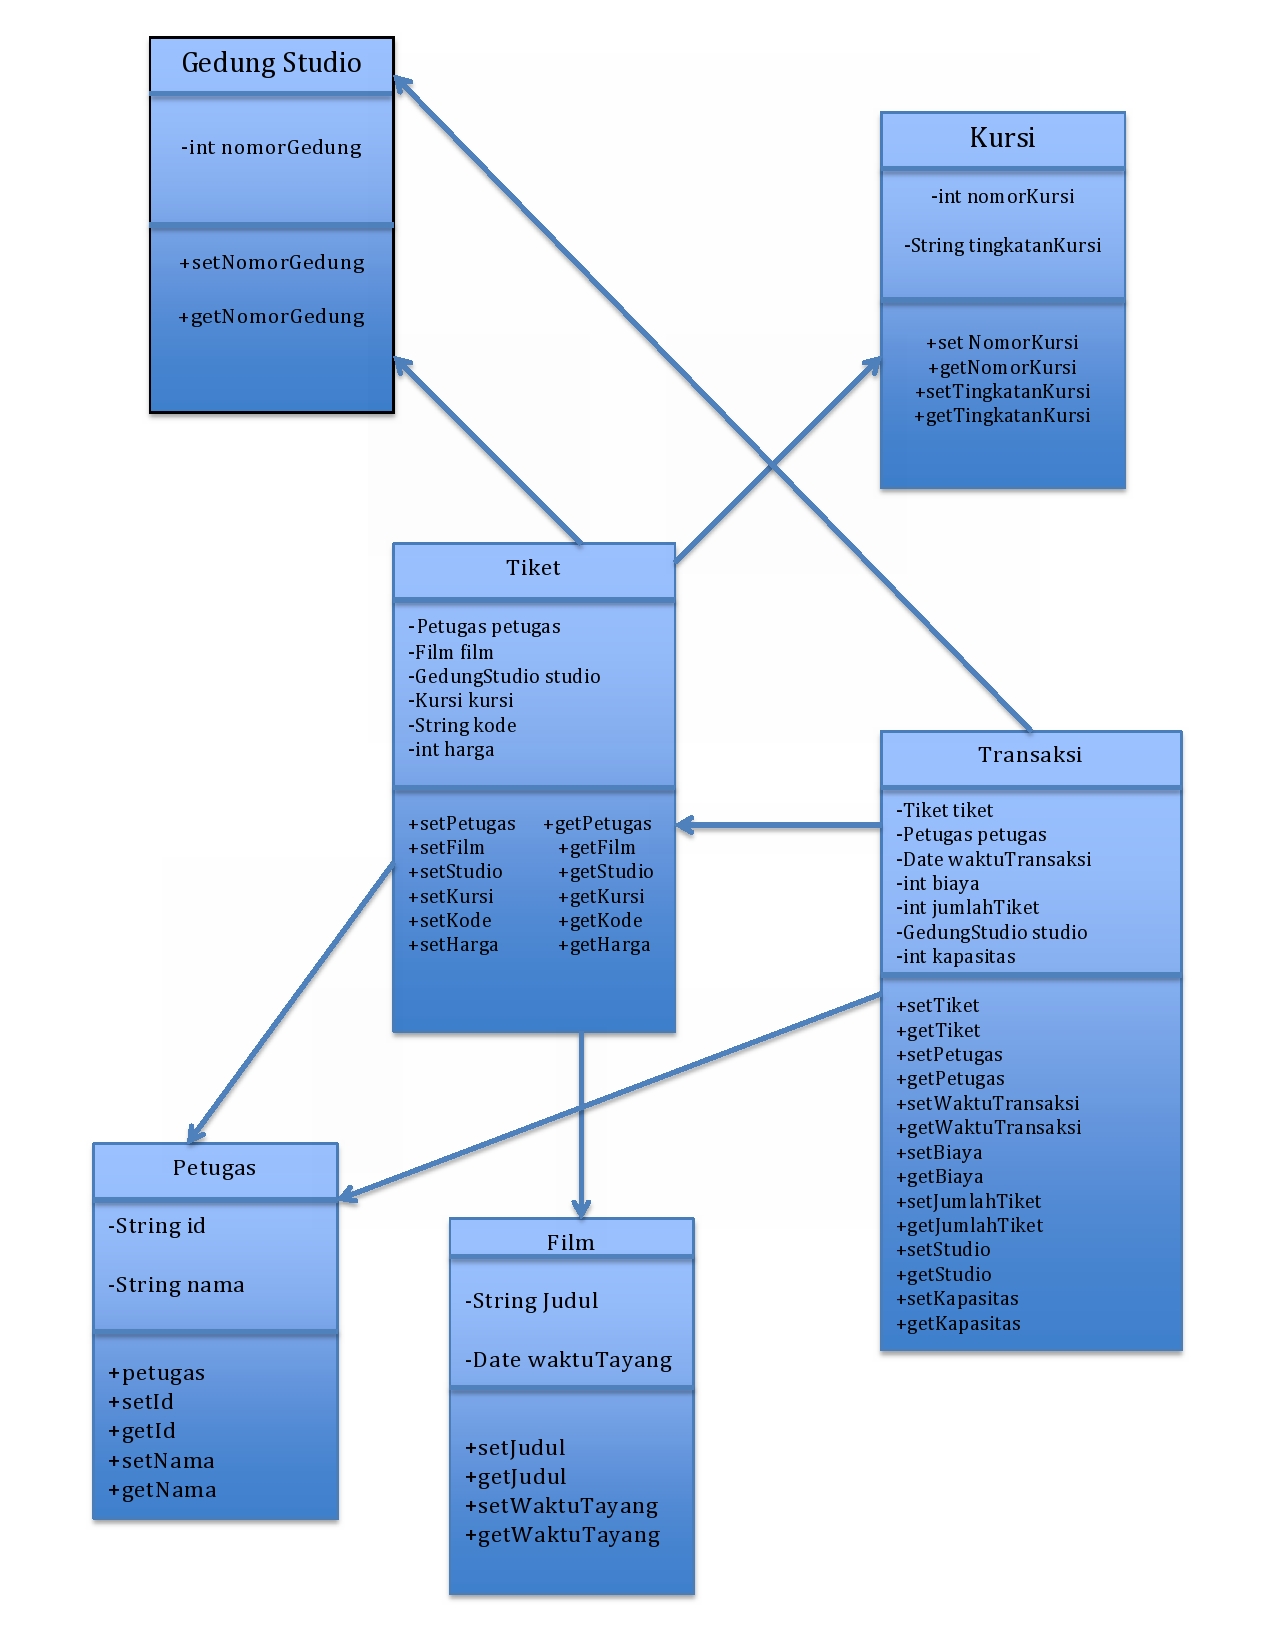 Gedung Studio
-int nomorGedung
+setNomorGedung
+getNomorGedung
Kursi
-int nomorKursi
-String tingkatanKursi
+set NomorKursi
+getNomorKursi
+setTingkatanKursi
+getTingkatanKursi
Tiket
-Petugas petugas
-Film film
-GedungStudio studio
-Kursi kursi
-String kode
-int harga
+setPetugas +getPetugas
+setFilm +getFilm
+setStudio +getStudio
+setKursi +getKursi
+setKode +getKode
+setHarga +getHarga
Transaksi
-Tiket tiket
-Petugas petugas
-Date waktuTransaksi
-int biaya
-int jumlahTiket
-GedungStudio studio
-int kapasitas
+setTiket
+getTiket
+setPetugas
+getPetugas
+setWaktuTransaksi
+getWaktuTransaksi
+setBiaya
+getBiaya
+setJumlahTiket
+getJumlahTiket
+setStudio
+getStudio
+setKapasitas
+getKapasitas
Petugas
-String id
-String nama
+petugas
+setId
+getId
+setNama
+getNama
Film
-String Judul
-Date waktuTayang
+setJudul
+getJudul
+setWaktuTayang
+getWaktuTayang